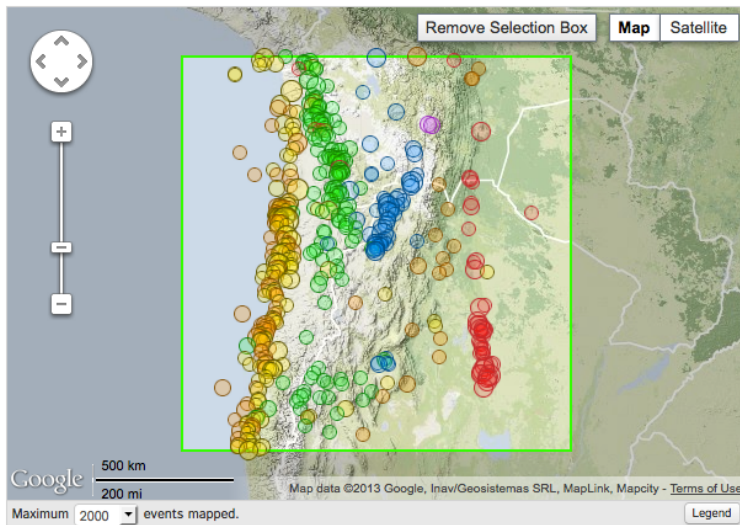 Remove Selection Box Map Satellite
500 km
200 mi
Google
Map data ©2013 Google, Inav/Geosistemas SRL, MapLink, Mapcity - Terms of Use
Maximum 2000 events mapped. Legend